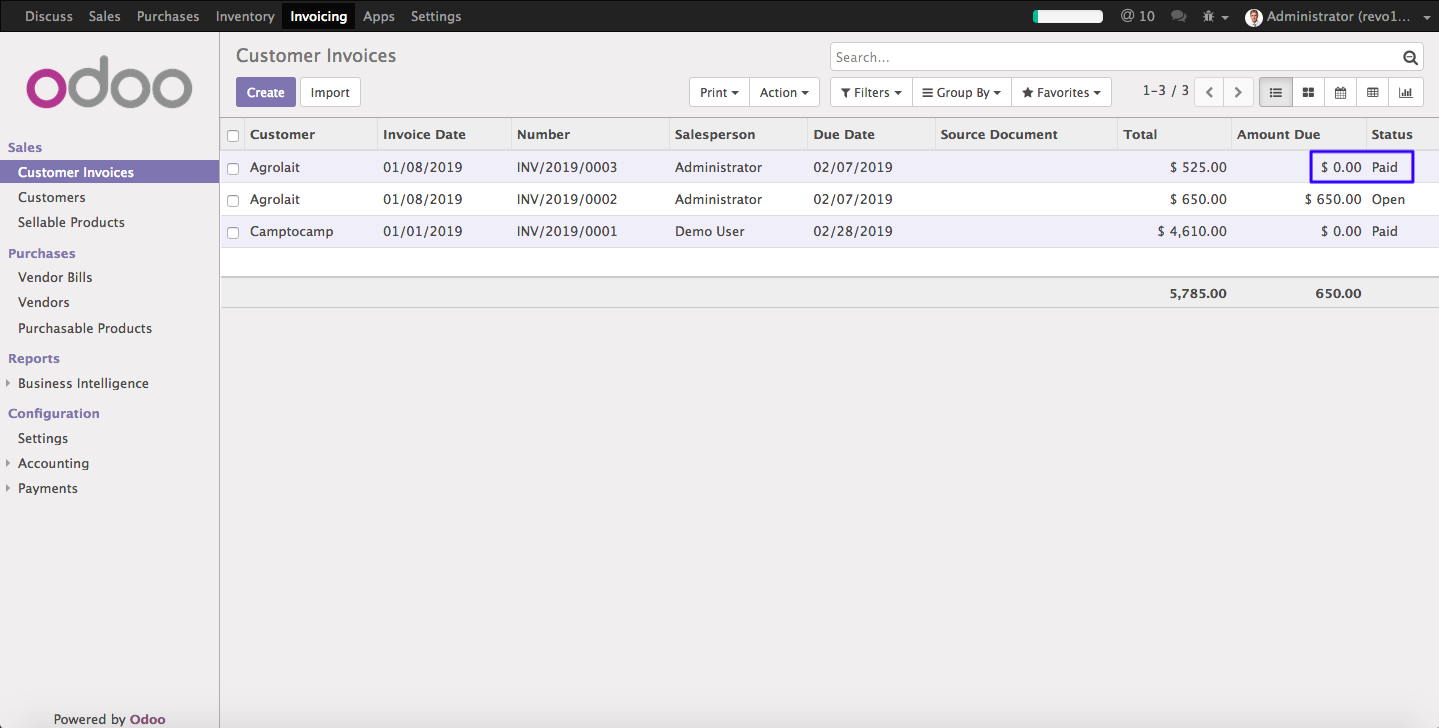 Discuss Sales Purchases Inventory Invoicing Apps Settings @ 10 Administrator (revo1...
odoo
Sales
Customer Invoices
Customers
Sellable Products
Purchases
Vendor Bills
Vendors
Purchasable Products
Reports
Business Intelligence
Configuration
Settings
Accounting
Payments
Powered by Odoo
Customer Invoices
Search...
Create Import Print Action Filters Group By Favorites 1-3 / 3
Customer Invoice Date Number Salesperson Due Date Source Document Total Amount Due Status
Agrolait 01/08/2019 INV/2019/0003 Administrator 02/07/2019 $ 525.00 $ 0.00 Paid
Agrolait 01/08/2019 INV/2019/0002 Administrator 02/07/2019 $ 650.00 $ 650.00 Open
Camptocamp 01/01/2019 INV/2019/0001 Demo User 02/28/2019 $ 4,610.00 $ 0.00 Paid
5,785.00 650.00